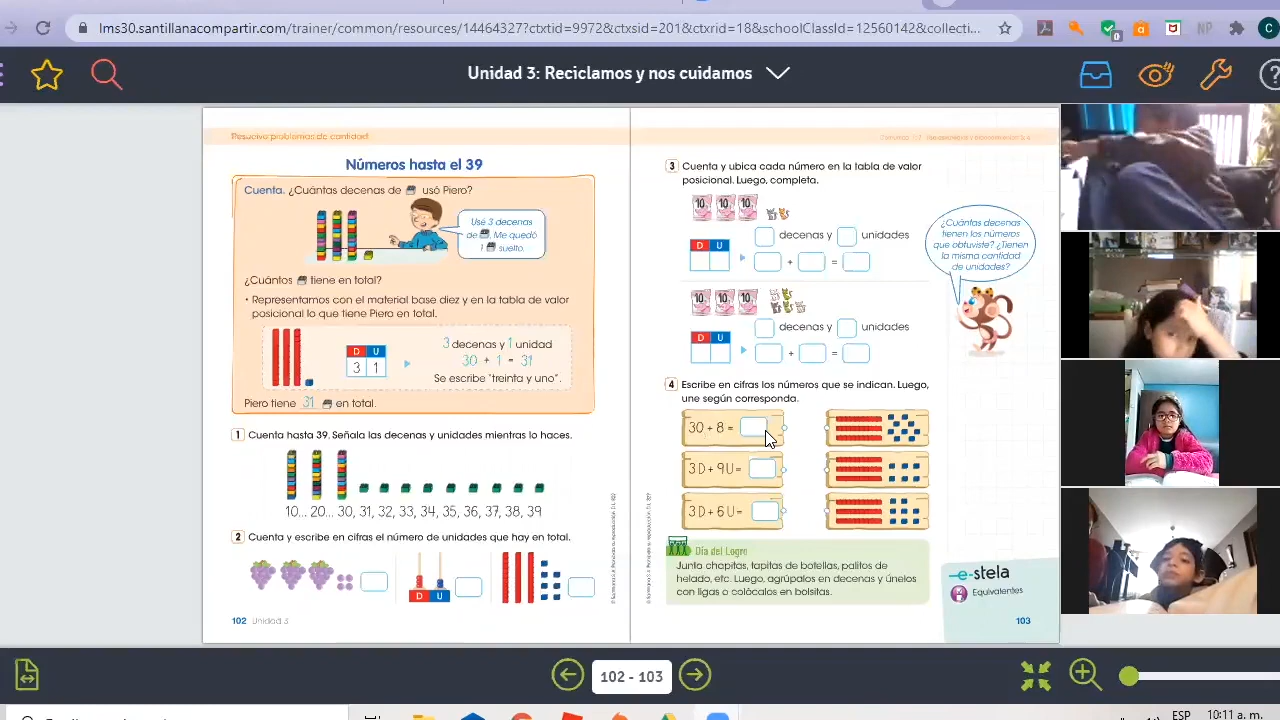 lms30.santillanacompartir.com/trainer/common/resources/14464327?ctxtid=9972&ctxsid=201&ctxrid=18&schoolClassId=12560142&collecti...
NP
C
0
Unidad 3: Reciclamos y nos cuidamos
Resuelve problemas de cantidad
Números hasta el 39
Cuenta. ¿Cuántas decenas de usó Piero?
Usé 3 decenas
de . Me quedó
1 suelto.
¿Cuántos tiene en total?
• Representamos con el material base diez y en la tabla de valor
posicional lo que tiene Piero en total.
D U
3 1
3 decenas y 1 unidad
30 + 1 = 31
Se escribe "treinta y uno".
Piero tiene 31 en total.
1 Cuenta hasta 39. Señala las decenas y unidades mientras lo haces.
10... 20... 30, 31, 32, 33, 34, 35, 36, 37, 38, 39
2 Cuenta y escribe en cifras el número de unidades que hay en total.
D U
102 Unidad 3
3 Cuenta y ubica cada número en la tabla de valor
posicional. Luego, completa.
10 10 10
decenas y unidades
D U
+ =
10 10 10
decenas y unidades
D U
+ =
¿Cuántas decenas
tienen los números
que obtuviste? ¿Tienen
la misma cantidad
de unidades?
4 Escribe en cifras los números que se indican. Luego,
une según corresponda.
30 + 8 =
3 D + 9 U =
3 D + 6 U =
Día del Logro
Junta chapitas, tapitas de botellas, palitos de
helado, etc. Luego, agrúpalos en decenas y únelos
con ligas o colócalos en bolsitas.
e-stela
Equivalentes
103
102 - 103
ESP
10:11 a. m.